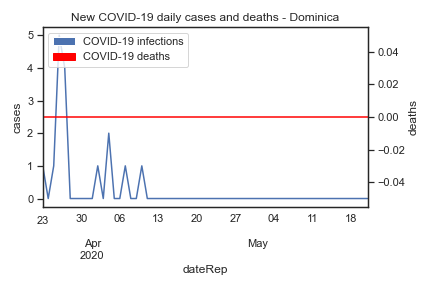 New COVID-19 daily cases and deaths - Dominica
COVID-19 infections
COVID-19 deaths
cases
5
4
3
2
1
0
deaths
0.04
0.02
0.00
−0.02
−0.04
23 30 06 13 20 27 04 11 18
Apr May
2020
dateRep